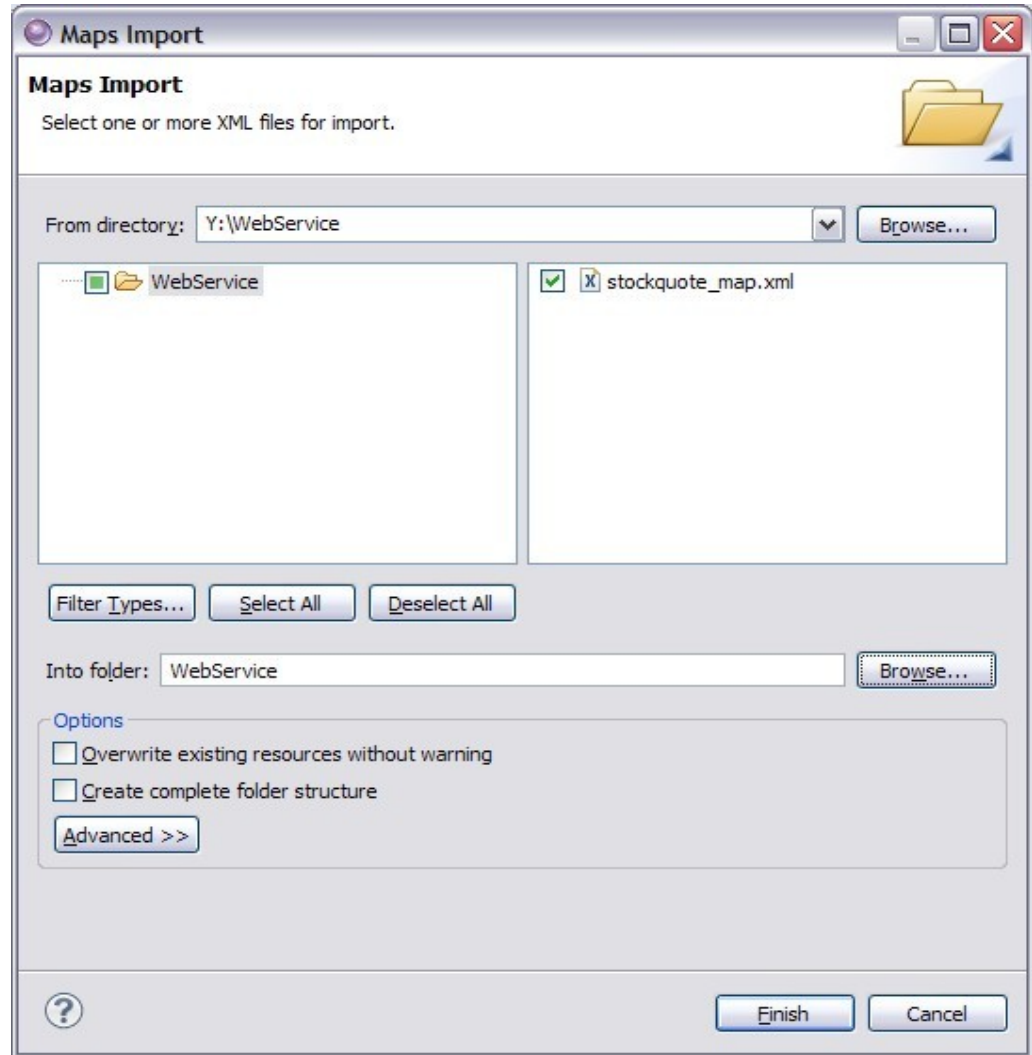 Maps Import
Maps Import
Select one or more XML files for import.
From directory: Y:\WebService Browse...
WebService
stockquote_map.xml
Filter Types... Select All Deselect All
Into folder: WebService Browse...
Options
Overwrite existing resources without warning
Create complete folder structure
Advanced >>
? Finish Cancel